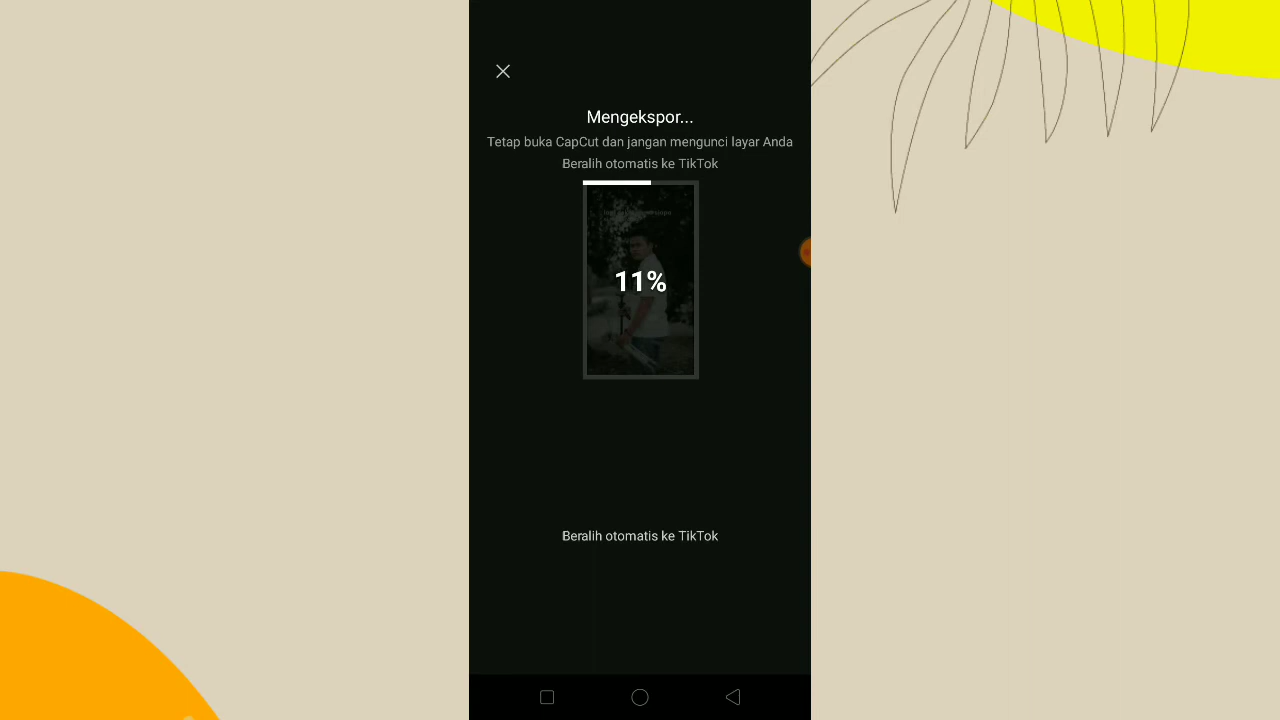 Mengekspor...
Tetap buka CapCut dan jangan mengunci layar Anda
Beralih otomatis ke TikTok
11%
Beralih otomatis ke TikTok